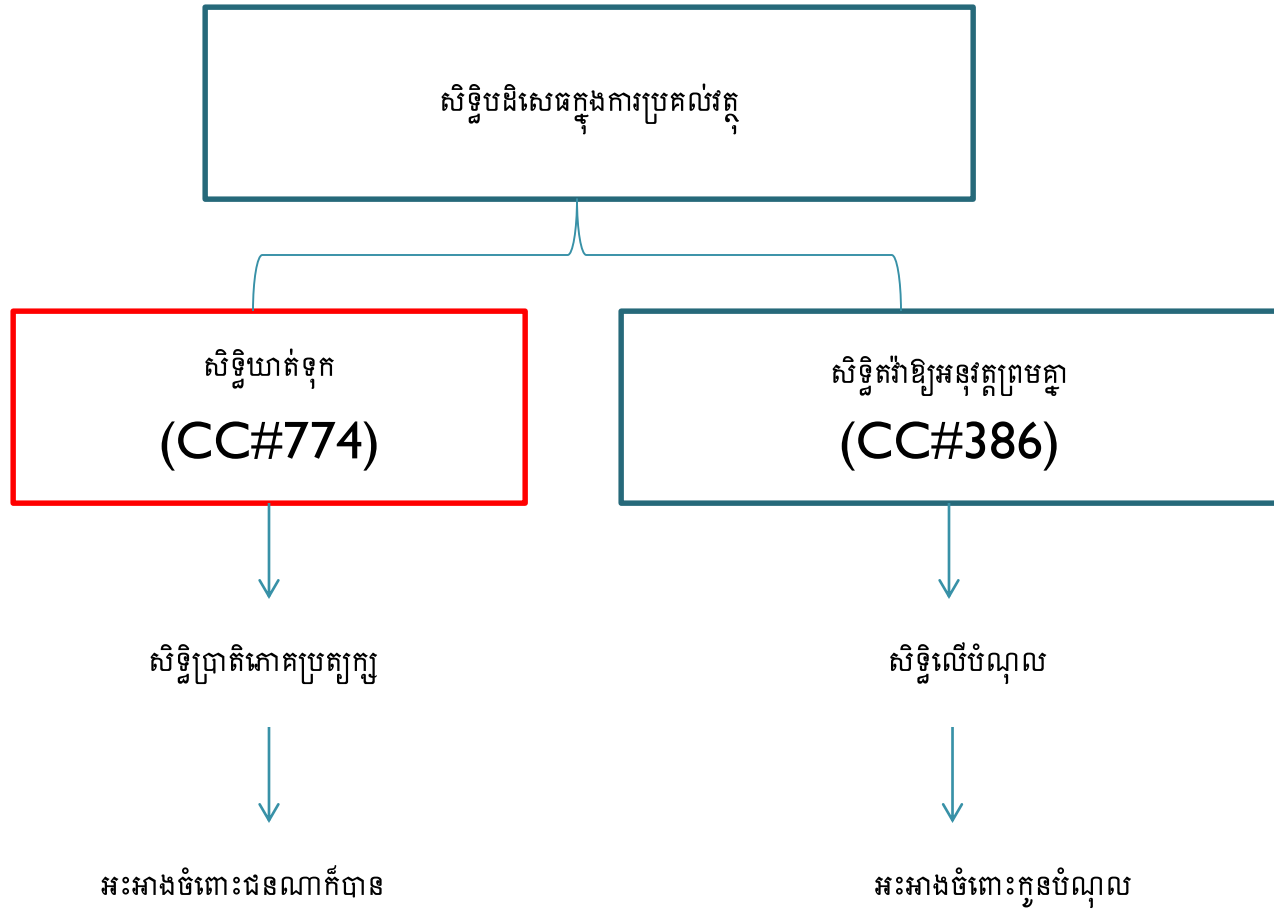 សិទ្ធិបដិសេធក្នុងការប្រគល់វត្ថុ
សិទ្ធិឃាត់ទុក
(CC#774)
សិទ្ធិតវ៉ាឱ្យអនុវត្តព្រមគ្នា
(CC#386)
សិទ្ធិប្រាតិភោគប្រត្យក្ស
សិទ្ធិលើបំណុល
អះអាងចំពោះជនណាក៏បាន
អះអាងចំពោះកូនបំណុល